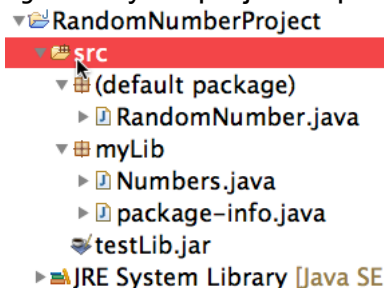 RandomNumberProject
src
(default package)
RandomNumber.java
myLib
Numbers.java
package-info.java
testLib.jar
JRE System Library [Java SE